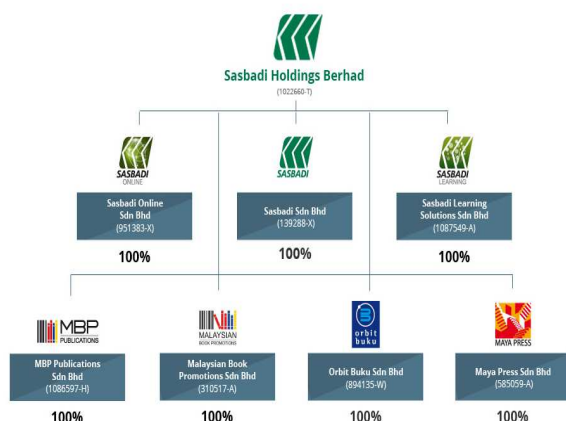 Sasbadi Holdings Berhad
(1022660-T)
SASBADI
ONLINE
SASBADI
SASBADI
LEARNING
Sasbadi Online
Sdn Bhd
(951383-X)
Sasbadi Sdn Bhd
(139288-X)
Sasbadi Learning
Solutions Sdn Bhd
(1087549-A)
100%
100%
100%
MBP
PUBLICATIONS
MALAYSIAN
BOOK PROMOTIONS
orbit
buku
MAYA PRESS
MBP Publications
Sdn Bhd
(1086597-H)
Malaysian Book
Promotions Sdn Bhd
(310517-A)
Orbit Buku Sdn Bhd
(894135-W)
Maya Press Sdn Bhd
(585059-A)
100%
100%
100%
100%